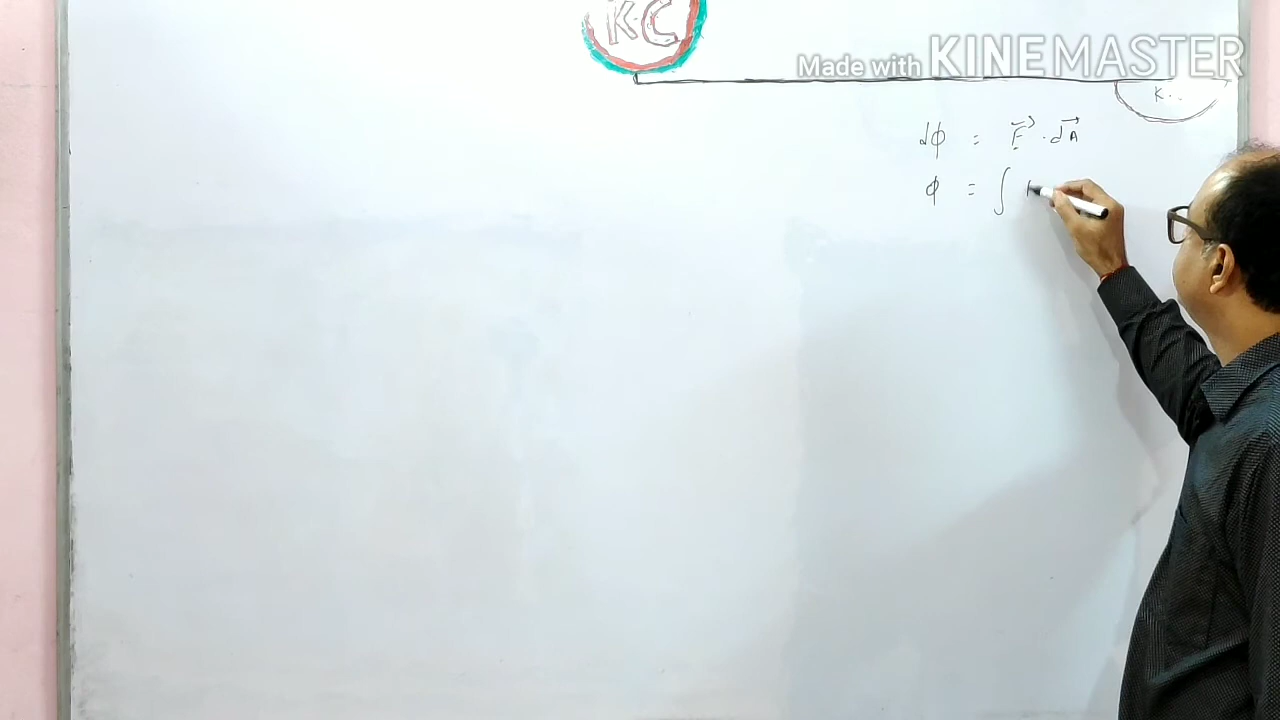 KC
Made with KINEMASTER
K..
dϕ = E⃗ · dA⃗
ϕ = ∫